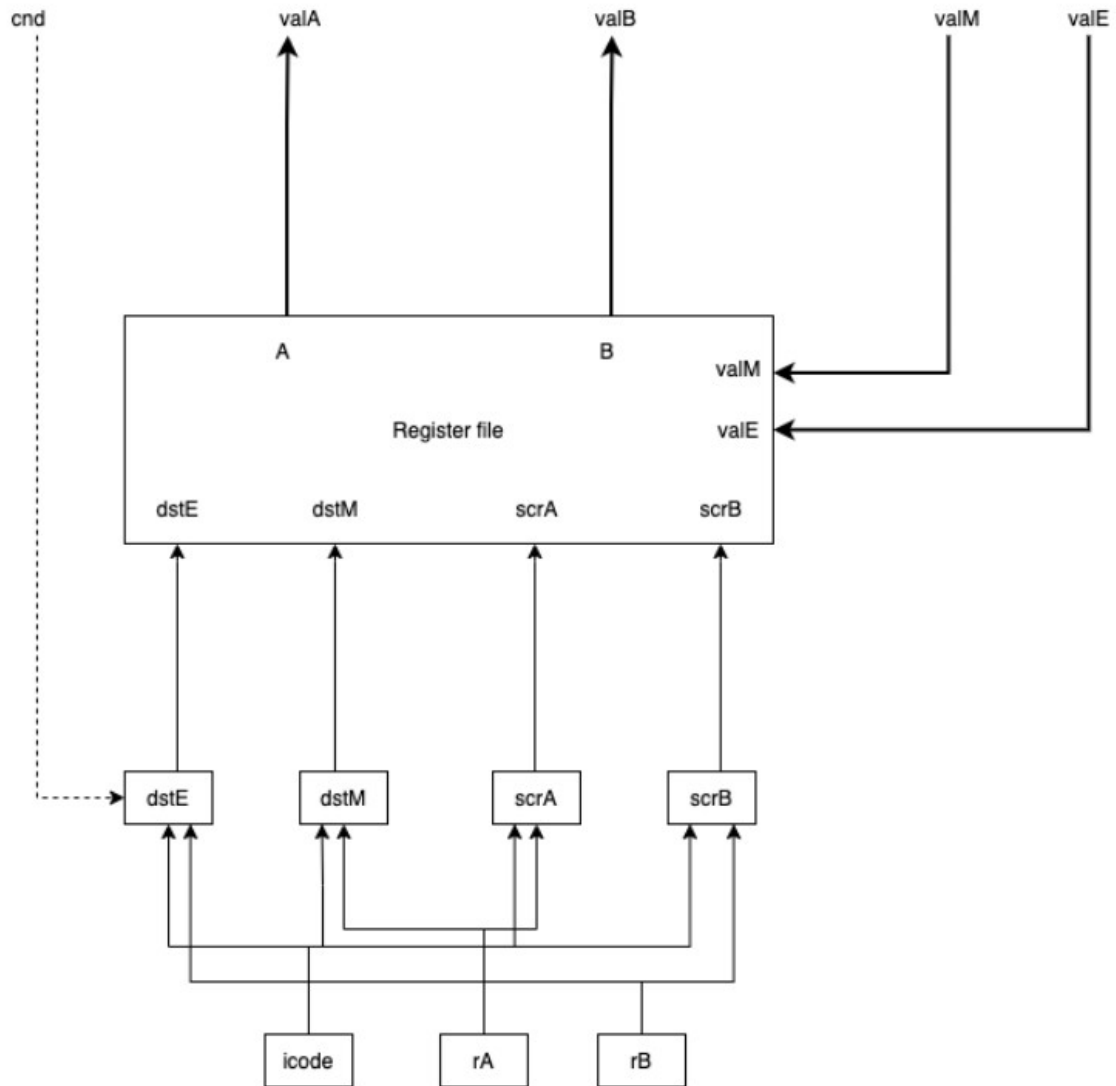 cnd valA valB valM valE
A B
valM
Register file valE
dstE dstM scrA scrB
dstE dstM scrA scrB
icode rA rB